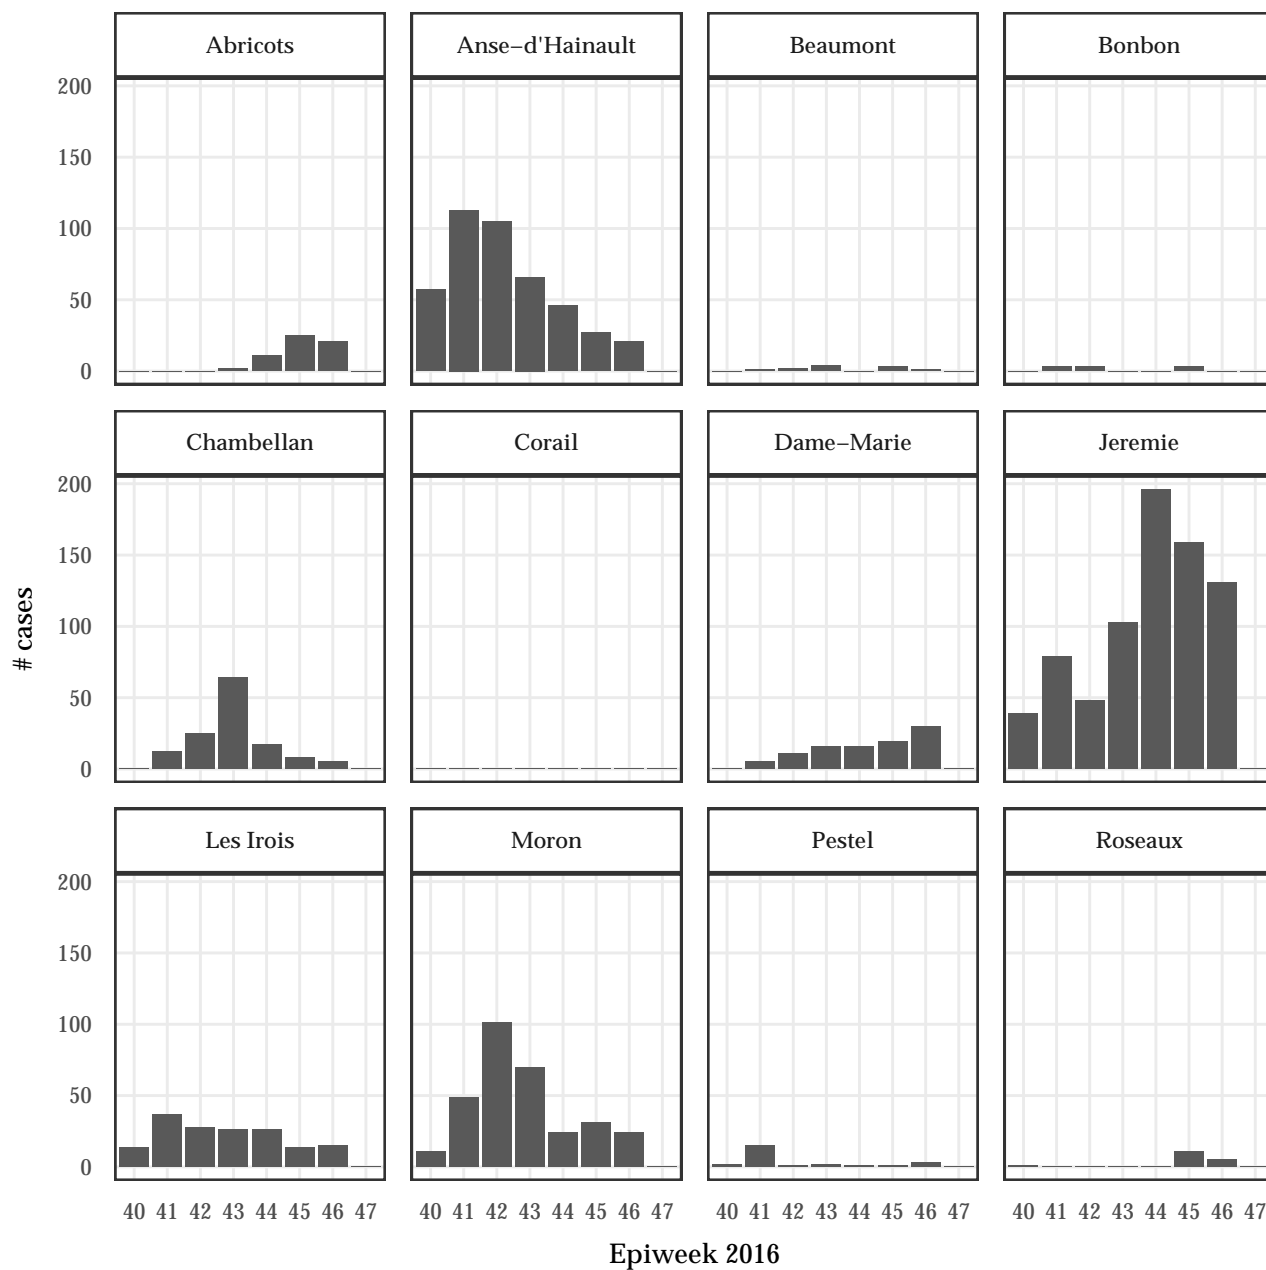 Abricots Anse–d'Hainault Beaumont Bonbon
200
150
100
50
0
Chambellan Corail Dame–Marie Jeremie
200
150
100
50
0
# cases
Les Irois Moron Pestel Roseaux
200
150
100
50
0
40 41 42 43 44 45 46 47 40 41 42 43 44 45 46 47 40 41 42 43 44 45 46 47 40 41 42 43 44 45 46 47
Epiweek 2016